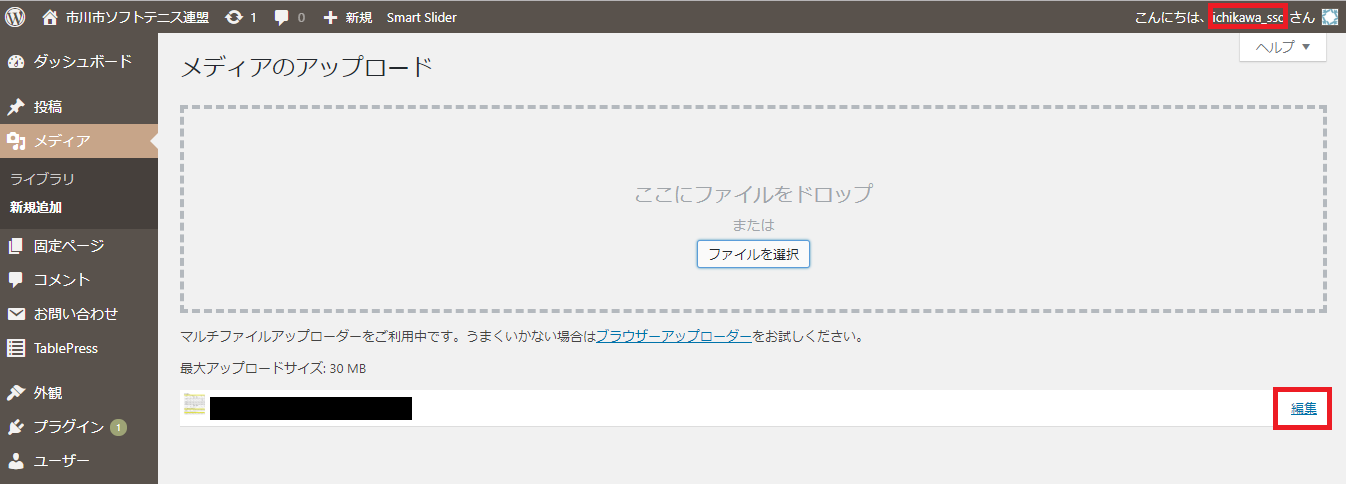 市川市ソフトテニス連盟 1 0 新規 Smart Slider こんにちは、ichikawa_ssc さん
ヘルプ ▼
ダッシュボード
投稿
メディア
ライブラリ
新規追加
固定ページ
コメント
お問い合わせ
TablePress
外観
プラグイン 1
ユーザー
メディアのアップロード
ここにファイルをドロップ
または
ファイルを選択
マルチファイルアップローダーをご利用中です。うまくいかない場合はブラウザーアップローダーをお試しください。
最大アップロードサイズ: 30 MB
編集